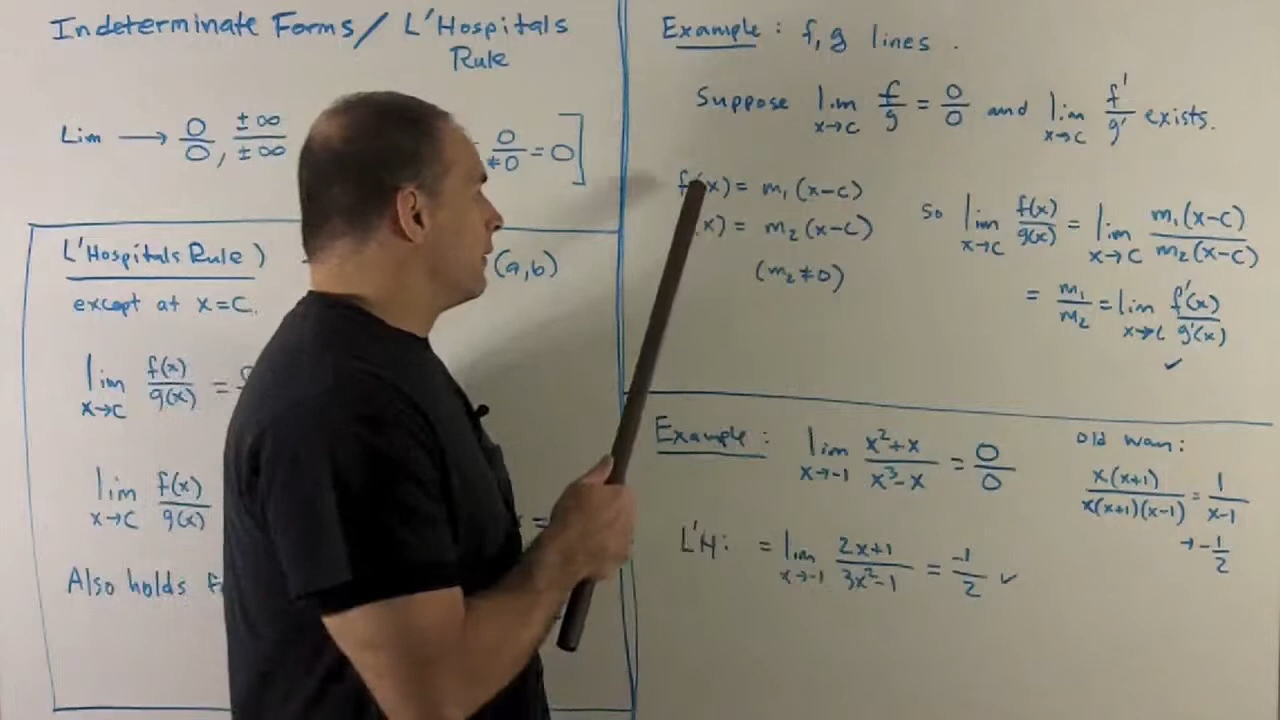 Indeterminate Forms / L'Hospitals
Rule
Lim → 0/0, ±∞/±∞
0/≠0 = 0]
L'Hospitals Rule)
(a,b)
except at x=c.
lim x→c f(x)/g(x) =
lim x→c f(x)/g(x)
Also holds
Example: f, g lines.
Suppose lim x→c f/g = 0/0 and lim x→c f'/g' exists.
f(x) = m₁(x-c)
x) = m₂(x-c)
(m₂≠0)
So lim x→c f(x)/g(x) = lim x→c m₁(x-c)/m₂(x-c)
= m₁/m₂ = lim x→c f'(x)/g'(x)
✓
Example: lim x→-1 x²+x/x³-x = 0/0
L'H: = lim x→-1 2x+1/3x²-1 = -1/2 ✓
Old way:
x(x+1)/x(x+1)(x-1) = 1/x-1
→ -1/2